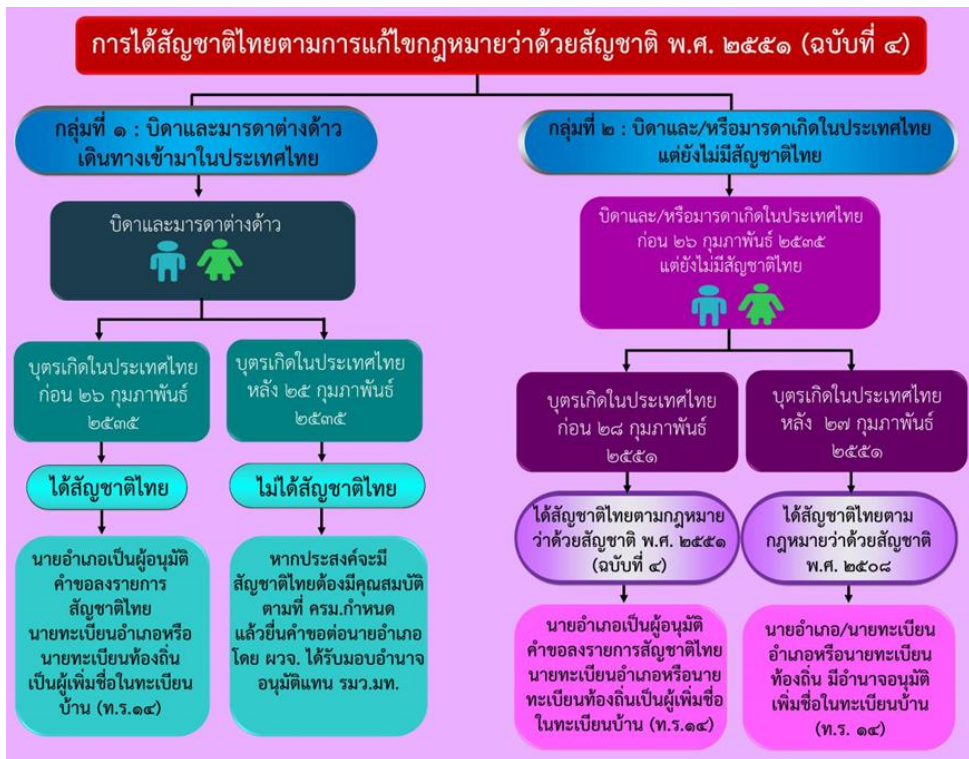 การได้สัญชาติไทยตามการแก้ไขกฎหมายว่าด้วยสัญชาติ พ.ศ. ๒๕๕๑ (ฉบับที่ ๔)
กลุ่มที่ ๑ : บิดาและมารดาต่างด้าว
เดินทางเข้ามาในประเทศไทย
บิดาและมารดาต่างด้าว
บุตรเกิดในประเทศไทย
ก่อน ๒๖ กุมภาพันธ์
๒๕๓๕
ได้สัญชาติไทย
นายอำเภอเป็นผู้อนุมัติ
คำขอลงรายการ
สัญชาติไทย
นายทะเบียนอำเภอหรือ
นายทะเบียนท้องถิ่น
เป็นผู้เพิ่มชื่อในทะเบียน
บ้าน (ท.ร.๑๔)
บุตรเกิดในประเทศไทย
หลัง ๒๕ กุมภาพันธ์
๒๕๓๕
ไม่ได้สัญชาติไทย
หากประสงค์จะมี
สัญชาติไทยต้องมีคุณสมบัติ
ตามที่ ครม.กำหนด
แล้วยื่นคำขอต่อนายอำเภอ
โดย ผวจ. ได้รับมอบอำนาจ
อนุมัติแทน รมว.มท.
กลุ่มที่ ๒ : บิดาและ/หรือมารดาเกิดในประเทศไทย
แต่ยังไม่มีสัญชาติไทย
บิดาและ/หรือมารดาเกิดในประเทศไทย
ก่อน ๒๖ กุมภาพันธ์ ๒๕๓๕
แต่ยังไม่มีสัญชาติไทย
บุตรเกิดในประเทศไทย
ก่อน ๒๘ กุมภาพันธ์
๒๕๕๑
ได้สัญชาติไทยตามกฎหมาย
ว่าด้วยสัญชาติ พ.ศ. ๒๕๕๑
(ฉบับที่ ๔)
นายอำเภอเป็นผู้อนุมัติ
คำขอลงรายการสัญชาติไทย
นายทะเบียนอำเภอหรือนาย
ทะเบียนท้องถิ่นเป็นผู้เพิ่มชื่อ
ในทะเบียนบ้าน (ท.ร.๑๔)
บุตรเกิดในประเทศไทย
หลัง ๒๗ กุมภาพันธ์
๒๕๕๑
ได้สัญชาติไทยตาม
กฎหมายว่าด้วยสัญชาติ
พ.ศ. ๒๕๐๘
นายอำเภอ/นายทะเบียน
อำเภอหรือนายทะเบียน
ท้องถิ่น มีอำนาจอนุมัติ
เพิ่มชื่อในทะเบียนบ้าน
(ท.ร. ๑๔)